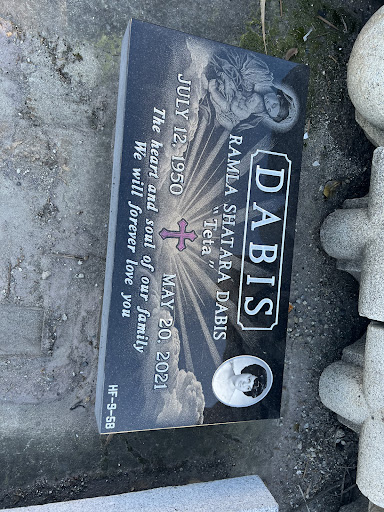 DABIS
RAMLA SHATARA DABIS
"Teta"
JULY 12, 1950 MAY 20, 2021
The heart and soul of our family
We will forever love you
HF-9-5B